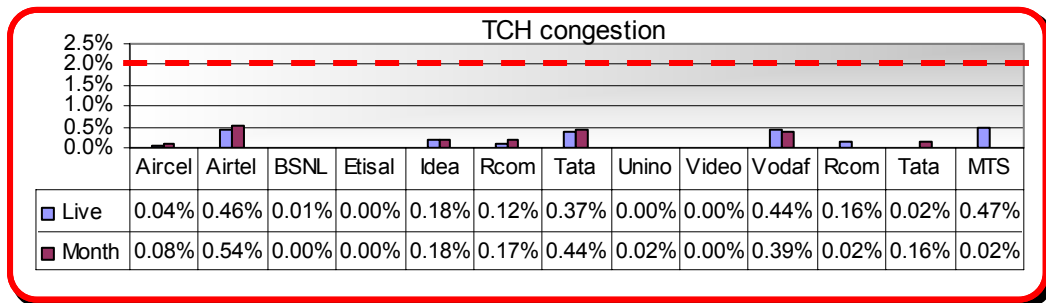 TCH congestion
2.5%
2.0%
1.5%
1.0%
0.5%
0.0%
Aircel Airtel BSNL Etisal Idea Rcom Tata Unino Video Vodaf Rcom Tata MTS
Live 0.04% 0.46% 0.01% 0.00% 0.18% 0.12% 0.37% 0.00% 0.00% 0.44% 0.16% 0.02% 0.47%
Month 0.08% 0.54% 0.00% 0.00% 0.18% 0.17% 0.44% 0.02% 0.00% 0.39% 0.02% 0.16% 0.02%